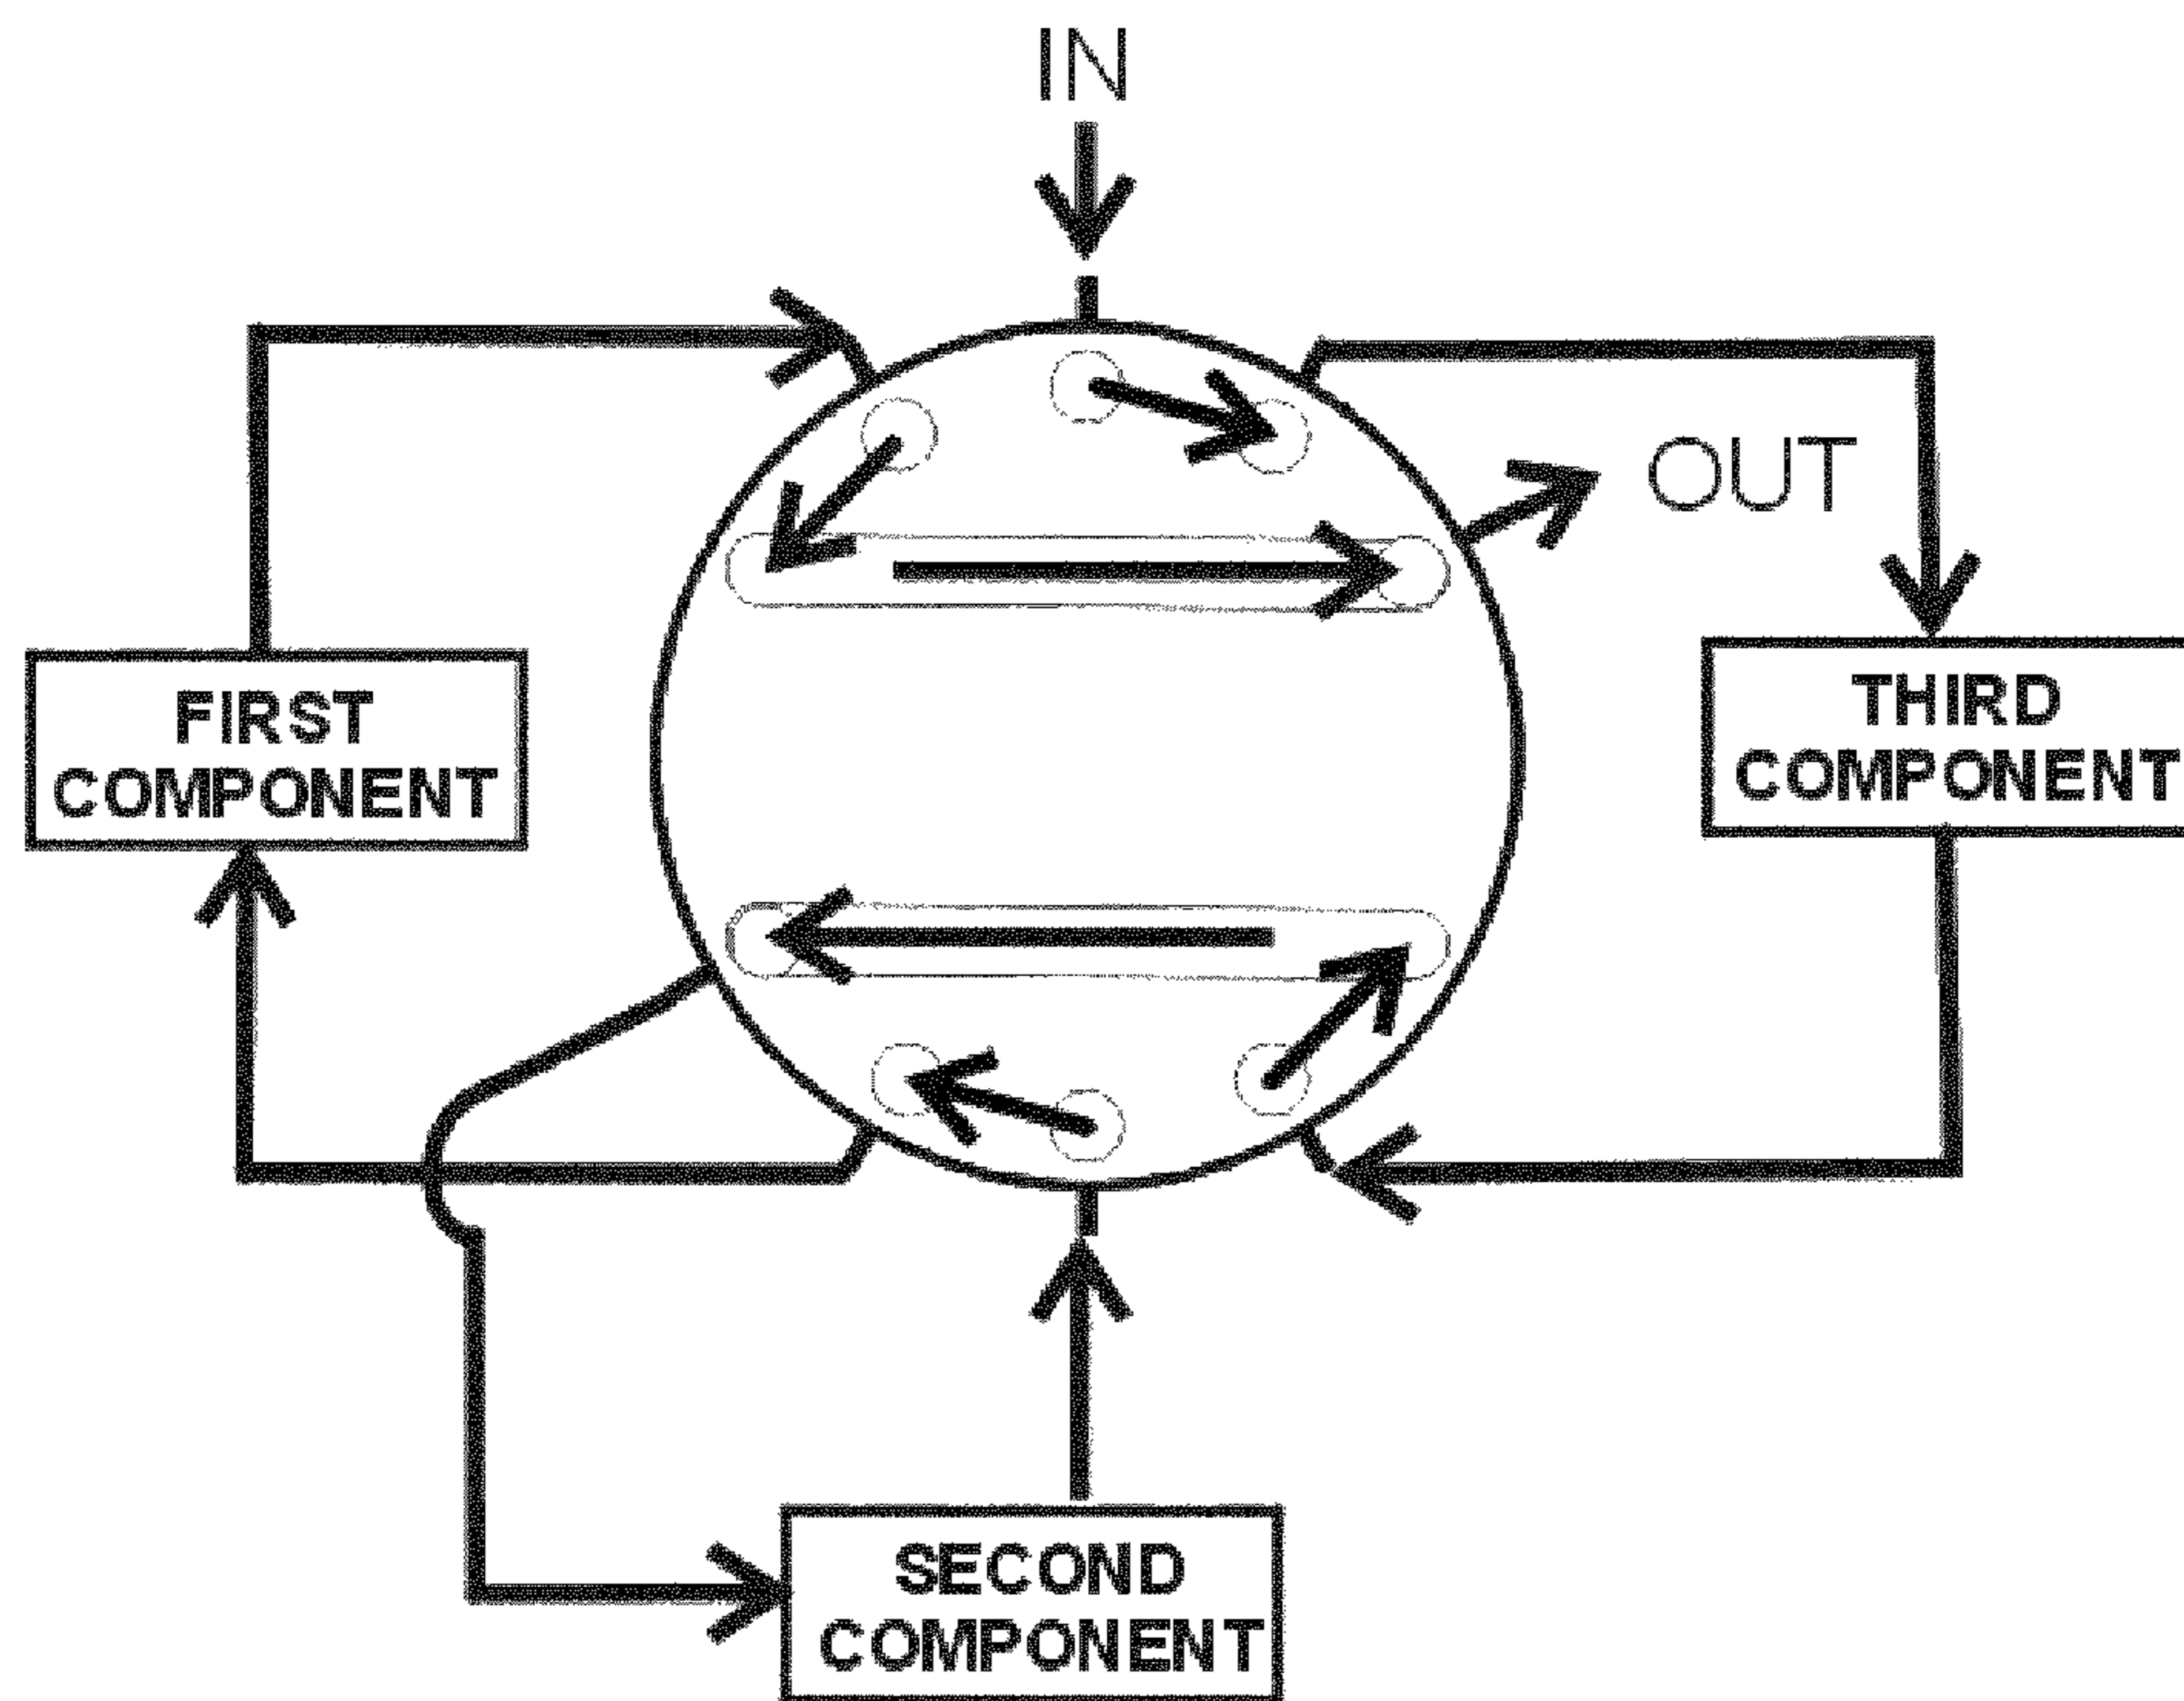 IN
OUT
FIRST
COMPONENT
THIRD
COMPONENT
SECOND
COMPONENT